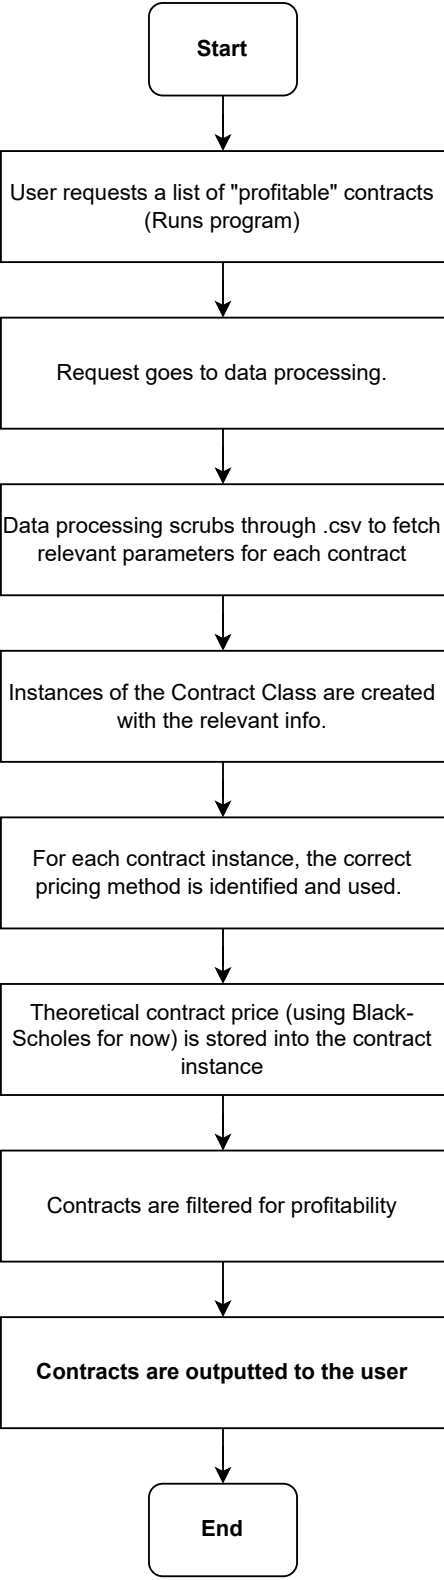 Start
User requests a list of "profitable" contracts
(Runs program)
Request goes to data processing.
Data processing scrubs through .csv to fetch
relevant parameters for each contract
Instances of the Contract Class are created
with the relevant info.
For each contract instance, the correct
pricing method is identified and used.
Theoretical contract price (using Black-
Scholes for now) is stored into the contract
instance
Contracts are filtered for profitability
Contracts are outputted to the user
End